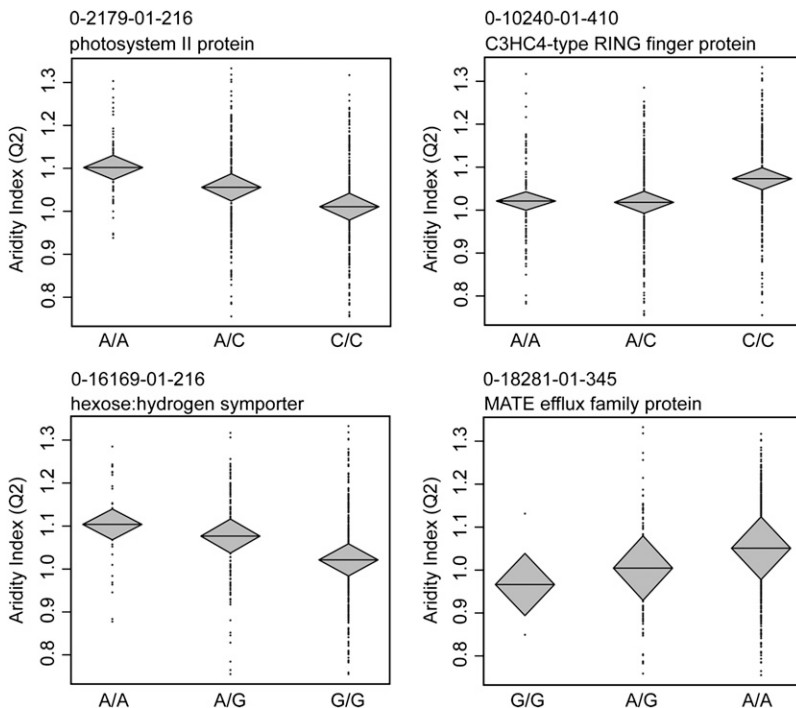 0-2179-01-216
photosystem II protein
Aridity Index (Q2)
1.3
1.2
1.1
1.0
0.9
0.8
A/A
A/C
C/C
0-10240-01-410
C3HC4-type RING finger protein
Aridity Index (Q2)
1.3
1.2
1.1
1.0
0.9
0.8
A/A
A/C
C/C
0-16169-01-216
hexose:hydrogen symporter
Aridity Index (Q2)
1.3
1.2
1.1
1.0
0.9
0.8
A/A
A/G
G/G
0-18281-01-345
MATE efflux family protein
Aridity Index (Q2)
1.3
1.2
1.1
1.0
0.9
0.8
G/G
A/G
A/A